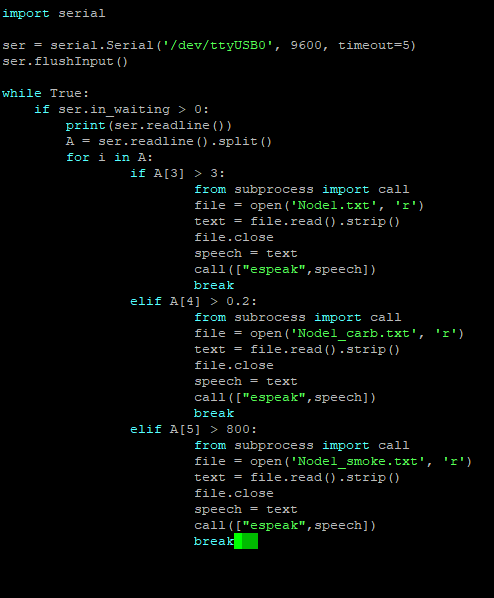 import serial

ser = serial.Serial('/dev/ttyUSB0', 9600, timeout=5)
ser.flushInput()

while True:
    if ser.in_waiting > 0:
        print(ser.readline())
        A = ser.readline().split()
        for i in A:
                if A[3] > 3:
                        from subprocess import call
                        file = open('Nodel.txt', 'r')
                        text = file.read().strip()
                        file.close
                        speech = text
                        call(["espeak",speech])
                        break
                elif A[4] > 0.2:
                        from subprocess import call
                        file = open('Nodel_carb.txt', 'r')
                        text = file.read().strip()
                        file.close
                        speech = text
                        call(["espeak",speech])
                        break
                elif A[5] > 800:
                        from subprocess import call
                        file = open('Nodel_smoke.txt', 'r')
                        text = file.read().strip()
                        file.close
                        speech = text
                        call(["espeak",speech])
                        break